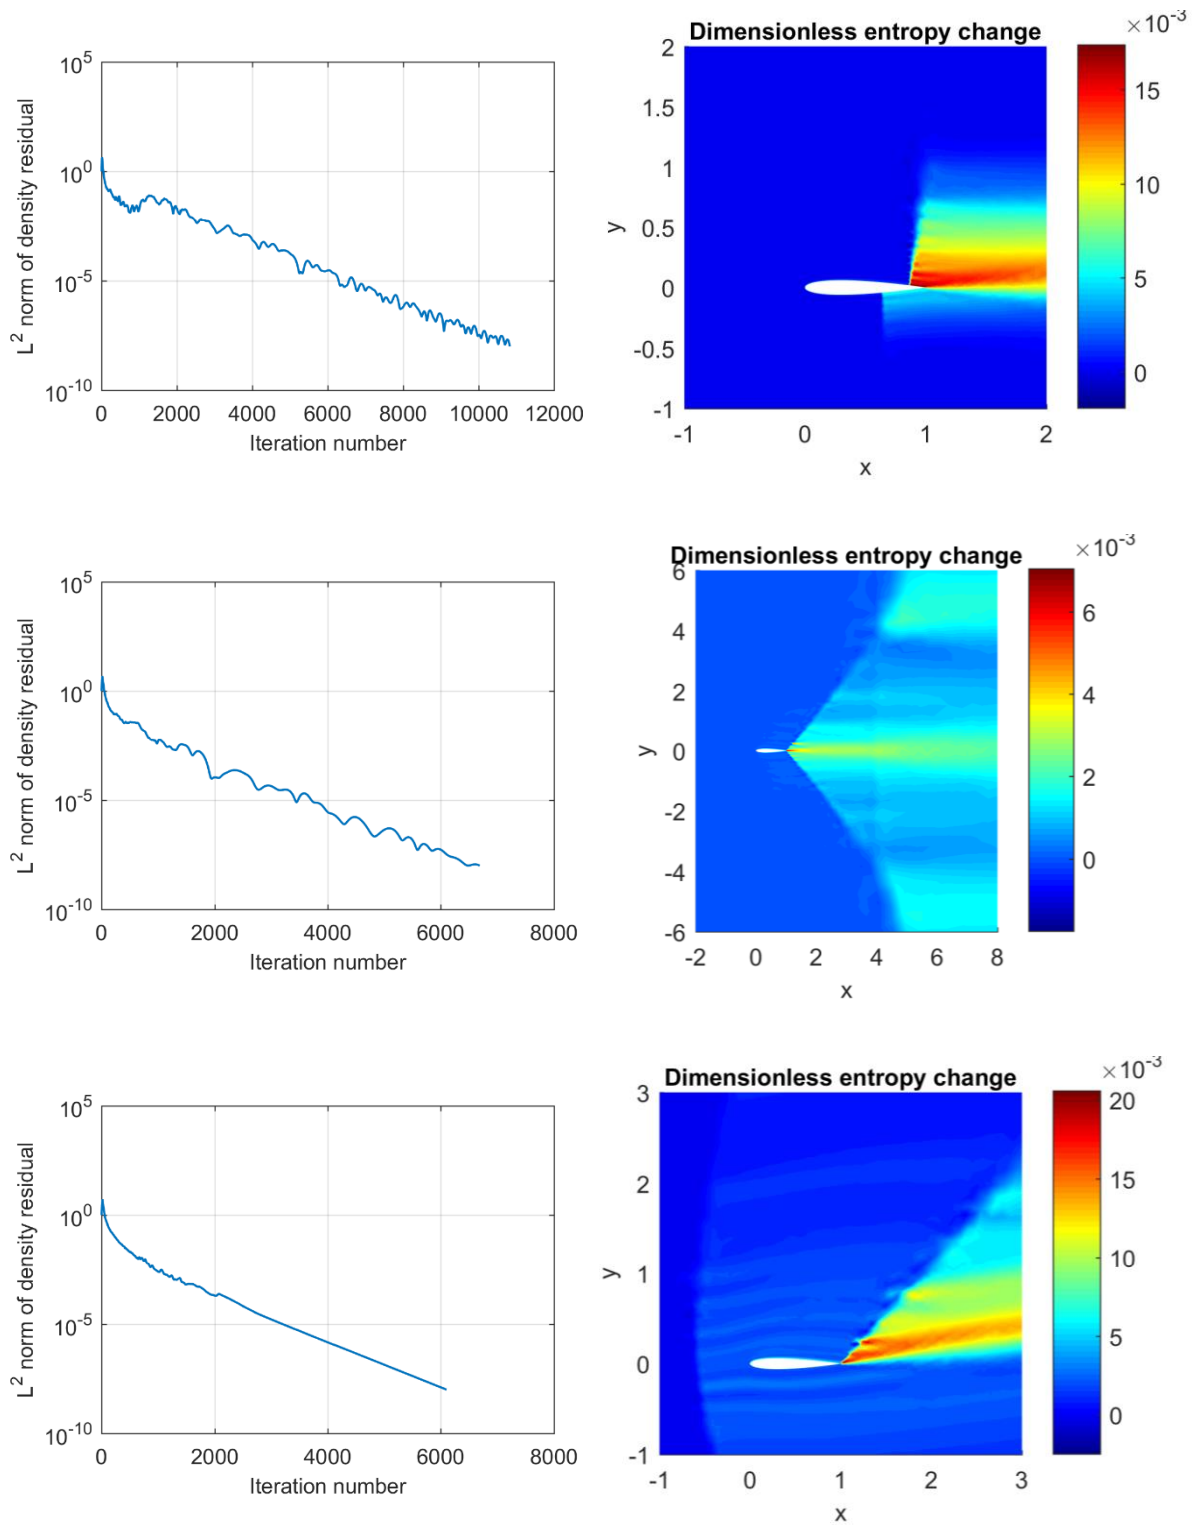 10^5
10^0
10^-5
10^-10
L^2 norm of density residual
0 2000 4000 6000 8000 10000 12000
Iteration number
Dimensionless entropy change
×10^-3
2
1.5
1
0.5
0
-0.5
-1
y
-1 0 1 2
x
15
10
5
0
10^5
10^0
10^-5
10^-10
L^2 norm of density residual
0 2000 4000 6000 8000
Iteration number
Dimensionless entropy change
×10^-3
6
4
2
0
-2
-4
-6
y
-2 0 2 4 6 8
x
6
4
2
0
10^5
10^0
10^-5
10^-10
L^2 norm of density residual
0 2000 4000 6000 8000
Iteration number
Dimensionless entropy change
×10^-3
3
2
1
0
-1
y
-1 0 1 2 3
x
20
15
10
5
0